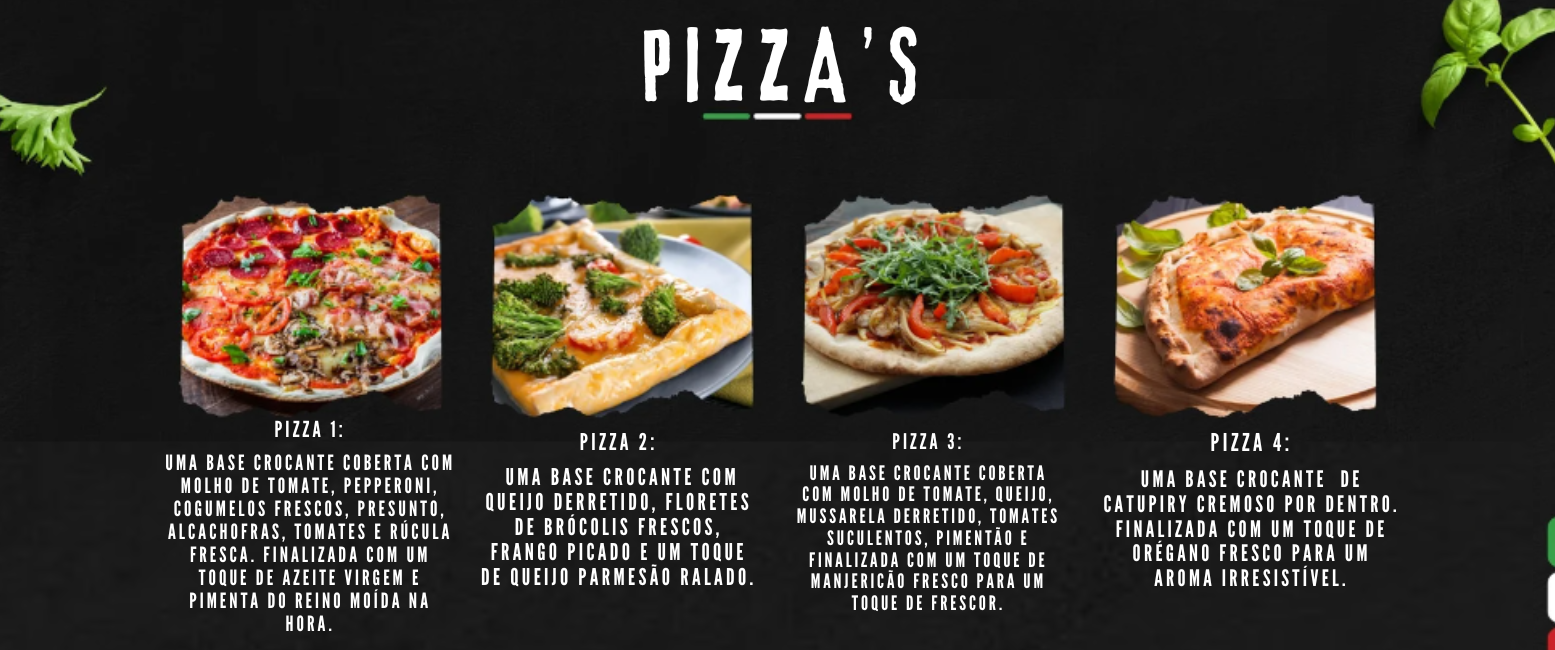 PIZZA'S
PIZZA 1:
UMA BASE CROCANTE COBERTA COM
MOLHO DE TOMATE, PEPPERONI,
COGUMELOS FRESCOS, PRESUNTO,
ALCACHOFRAS, TOMATES E RÚCULA
FRESCA. FINALIZADA COM UM
TOQUE DE AZEITE VIRGEM E
PIMENTA DO REINO MOÍDA NA
HORA.
PIZZA 2:
UMA BASE CROCANTE COM
QUEIJO DERRETIDO, FLORETES
DE BRÓCOLIS FRESCOS,
FRANGO PICADO E UM TOQUE
DE QUEIJO PARMESÃO RALADO.
PIZZA 3:
UMA BASE CROCANTE COBERTA
COM MOLHO DE TOMATE, QUEIJO,
MUSSARELA DERRETIDO, TOMATES
SUCULENTOS, PIMENTÃO E
FINALIZADA COM UM TOQUE DE
MANJERICÃO FRESCO PARA UM
TOQUE DE FRESCOR.
PIZZA 4:
UMA BASE CROCANTE DE
CATUPIRY CREMOSO POR DENTRO.
FINALIZADA COM UM TOQUE DE
ORÉGANO FRESCO PARA UM
AROMA IRRESISTÍVEL.